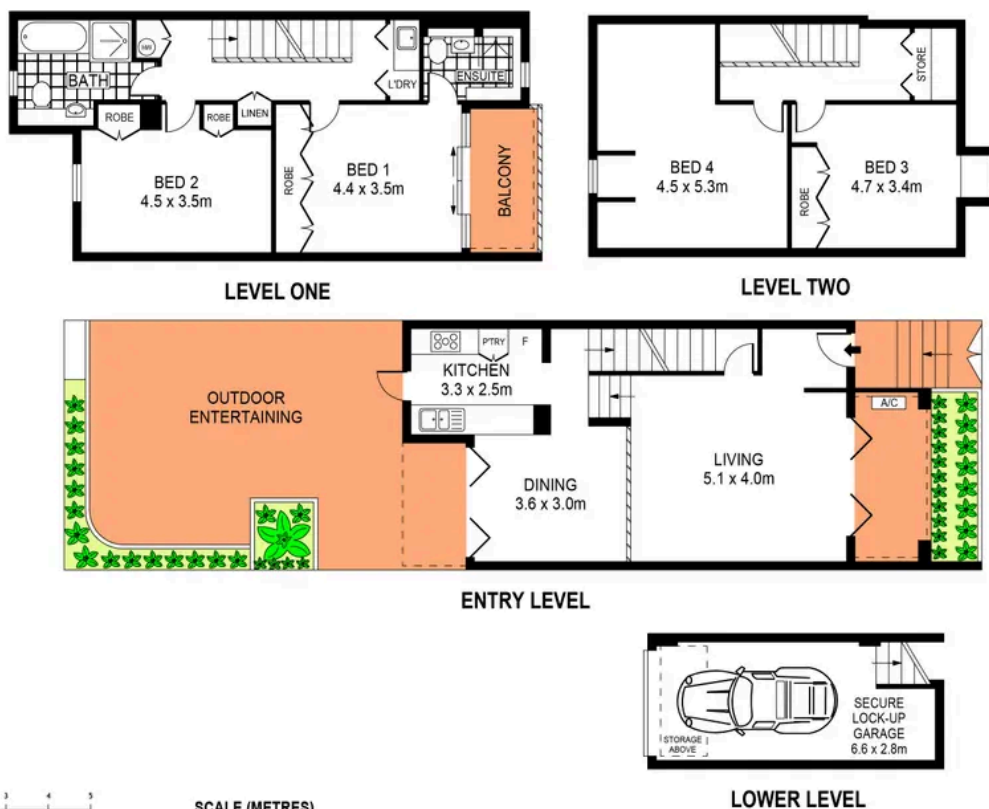 HW
BATH
ROBE
ROBE
LINEN
L'DRY
ENSUITE
BED 2
4.5 x 3.5m
ROBE
BED 1
4.4 x 3.5m
BALCONY
LEVEL ONE
STORE
BED 4
4.5 x 5.3m
ROBE
BED 3
4.7 x 3.4m
LEVEL TWO
OUTDOOR
ENTERTAINING
P'TRY
F
KITCHEN
3.3 x 2.5m
DINING
3.6 x 3.0m
LIVING
5.1 x 4.0m
A/C
ENTRY LEVEL
STORAGE
ABOVE
SECURE
LOCK-UP
GARAGE
6.6 x 2.8m
LOWER LEVEL
3 4 5
SCALE (METRES)